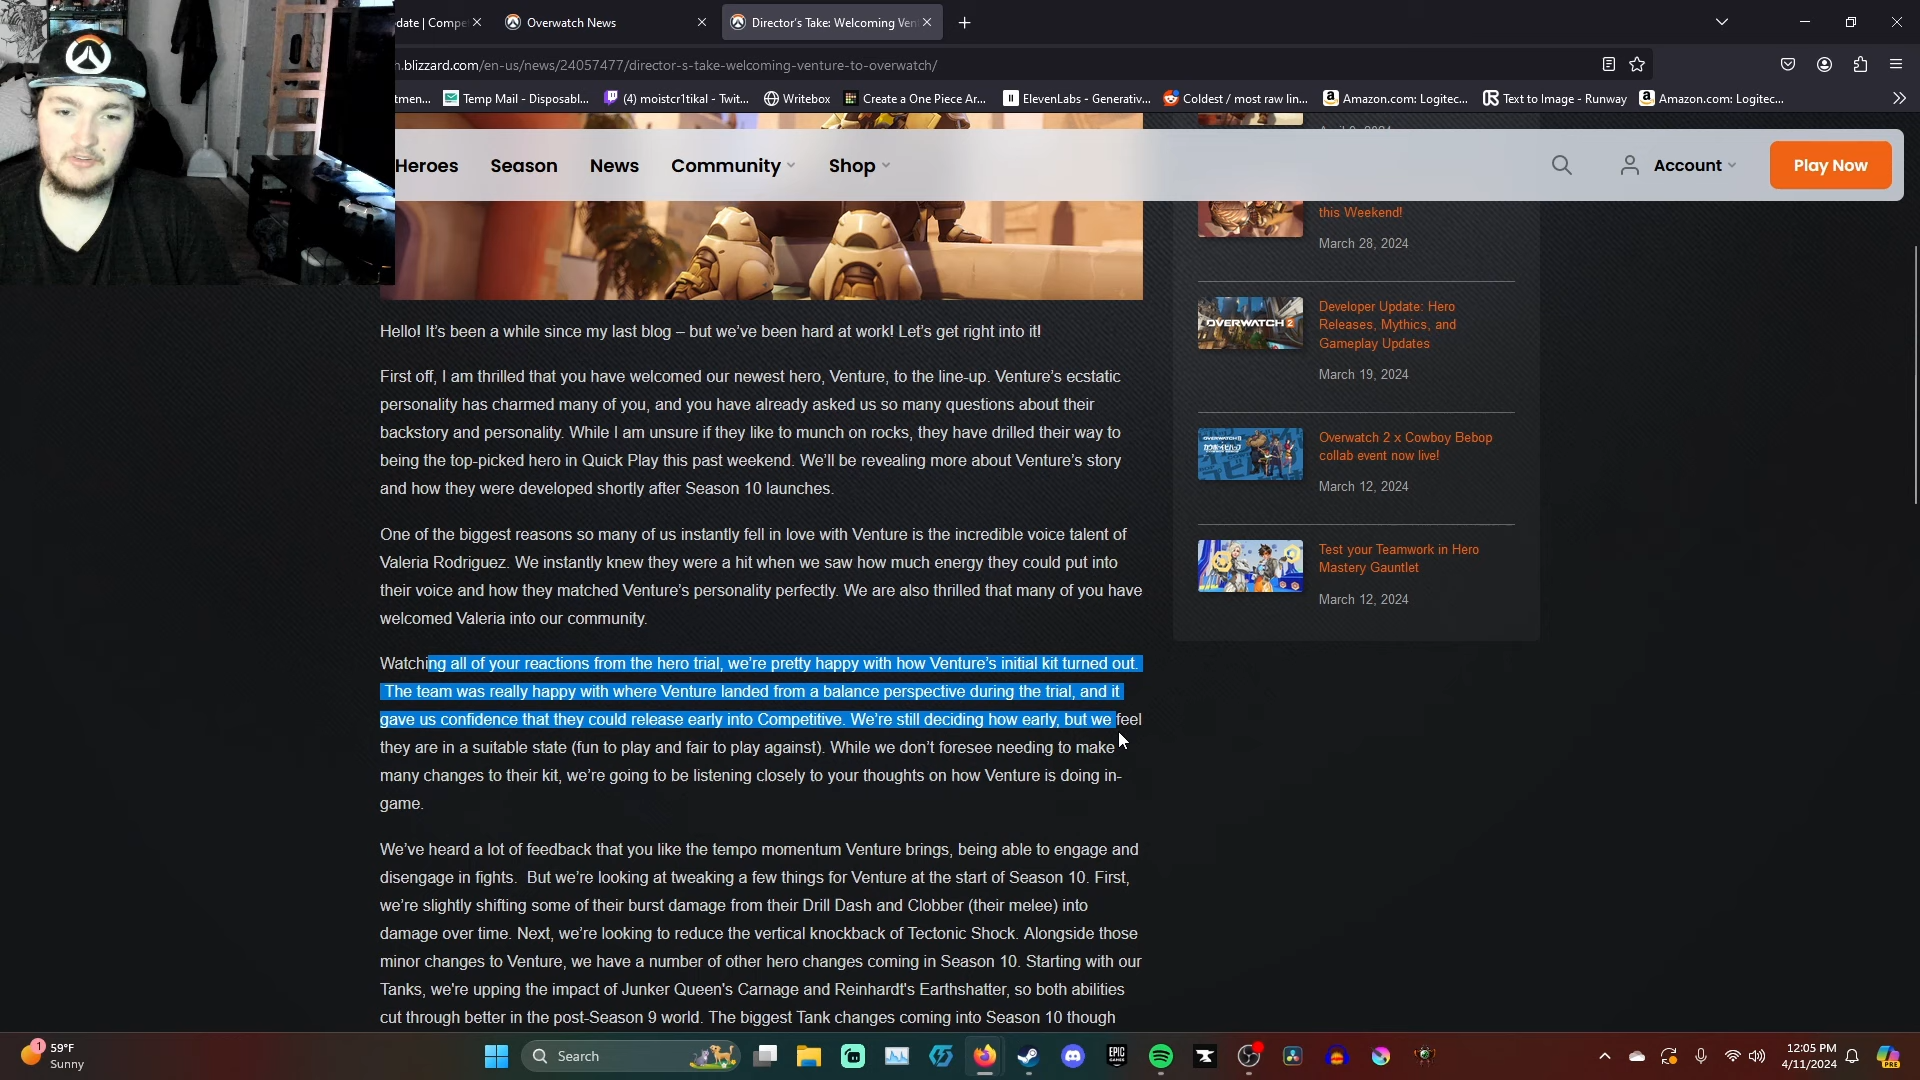 date | Compe
Overwatch News
Director's Take: Welcoming Ven
h.blizzard.com/en-us/news/24057477/director-s-take-welcoming-venture-to-overwatch/
tmen...
Temp Mail - Disposabl...
(4) moistcr1tikal - Twit...
Writebox
Create a One Piece Ar...
ElevenLabs - Generativ...
Coldest / most raw lin...
Amazon.com: Logitec...
Text to Image - Runway
Amazon.com: Logitec...
Heroes
Season
News
Community
Shop
Account
Play Now
this Weekend!
March 28, 2024
OVERWATCH 2
Developer Update: Hero
Releases, Mythics, and
Gameplay Updates
March 19, 2024
Overwatch 2 x Cowboy Bebop
collab event now live!
March 12, 2024
Test your Teamwork in Hero
Mastery Gauntlet
March 12, 2024
Hello! It's been a while since my last blog – but we've been hard at work! Let's get right into it!
First off, I am thrilled that you have welcomed our newest hero, Venture, to the line-up. Venture's ecstatic
personality has charmed many of you, and you have already asked us so many questions about their
backstory and personality. While I am unsure if they like to munch on rocks, they have drilled their way to
being the top-picked hero in Quick Play this past weekend. We'll be revealing more about Venture's story
and how they were developed shortly after Season 10 launches.
One of the biggest reasons so many of us instantly fell in love with Venture is the incredible voice talent of
Valeria Rodriguez. We instantly knew they were a hit when we saw how much energy they could put into
their voice and how they matched Venture's personality perfectly. We are also thrilled that many of you have
welcomed Valeria into our community.
Watching all of your reactions from the hero trial, we're pretty happy with how Venture's initial kit turned out.
The team was really happy with where Venture landed from a balance perspective during the trial, and it
gave us confidence that they could release early into Competitive. We're still deciding how early, but we feel
they are in a suitable state (fun to play and fair to play against). While we don't foresee needing to make
many changes to their kit, we're going to be listening closely to your thoughts on how Venture is doing in-
game.
We've heard a lot of feedback that you like the tempo momentum Venture brings, being able to engage and
disengage in fights.  But we're looking at tweaking a few things for Venture at the start of Season 10. First,
we're slightly shifting some of their burst damage from their Drill Dash and Clobber (their melee) into
damage over time. Next, we're looking to reduce the vertical knockback of Tectonic Shock. Alongside those
minor changes to Venture, we have a number of other hero changes coming in Season 10. Starting with our
Tanks, we're upping the impact of Junker Queen's Carnage and Reinhardt's Earthshatter, so both abilities
cut through better in the post-Season 9 world. The biggest Tank changes coming into Season 10 though
1
59°F
Sunny
Search
EPIC GAMES
12:05 PM
4/11/2024
PRE